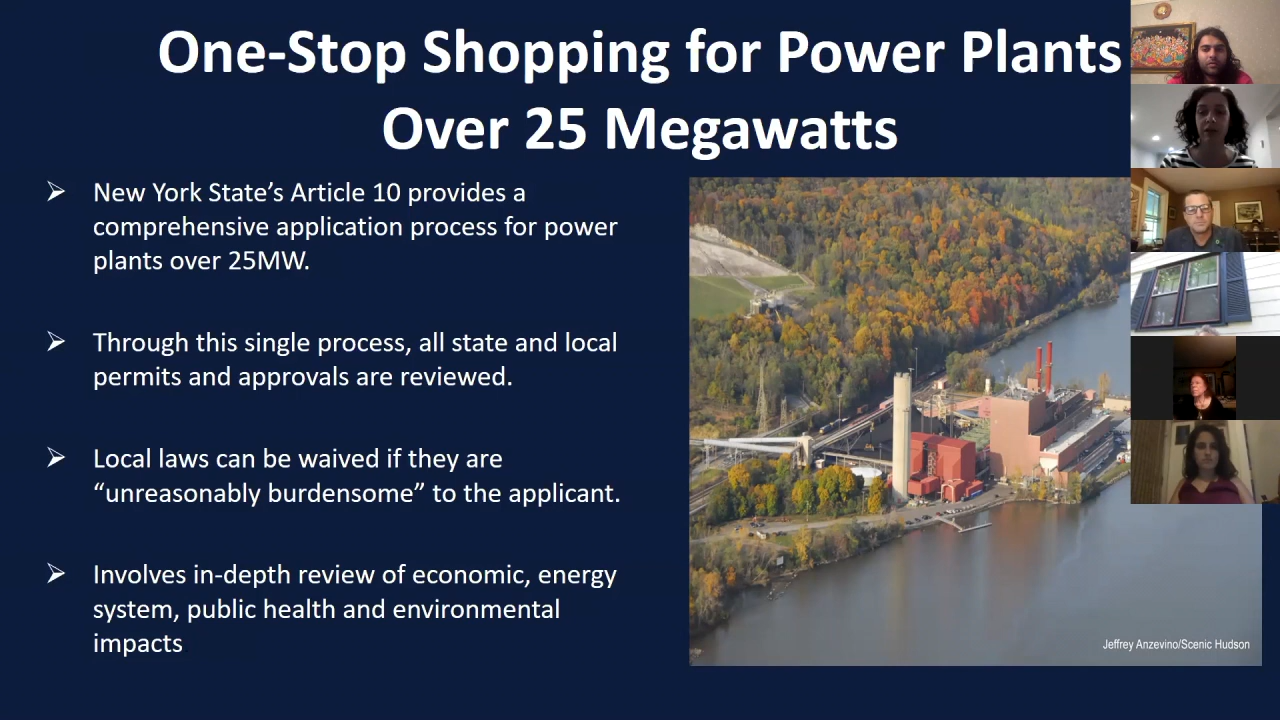 One-Stop Shopping for Power Plants
Over 25 Megawatts
➢ New York State’s Article 10 provides a
comprehensive application process for power
plants over 25MW.
➢ Through this single process, all state and local
permits and approvals are reviewed.
➢ Local laws can be waived if they are
“unreasonably burdensome” to the applicant.
➢ Involves in-depth review of economic, energy
system, public health and environmental
impacts
Jeffrey Anzevino/Scenic Hudson